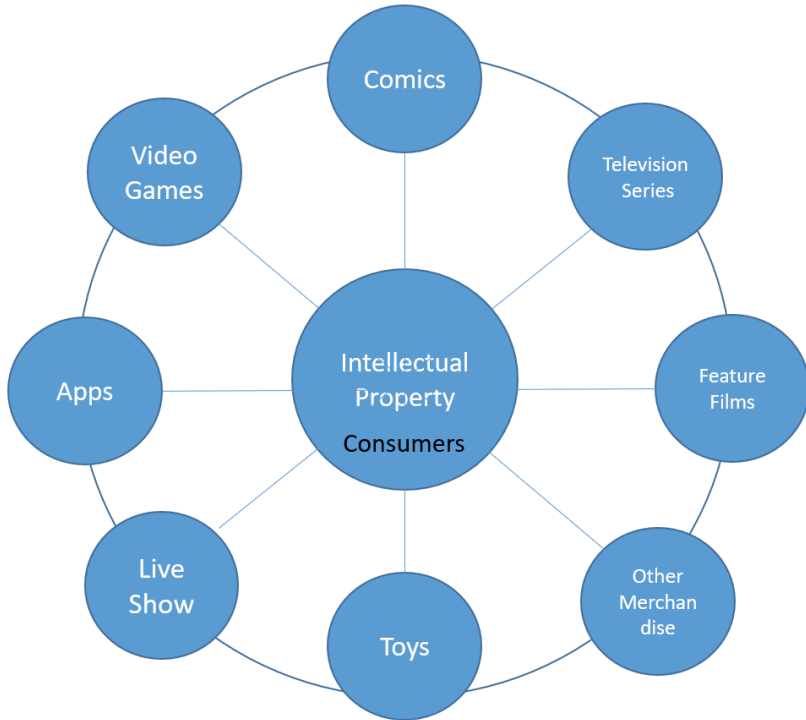 Comics
Video
Games
Television
Series
Intellectual
Property
Consumers
Apps
Feature
Films
Live
Show
Toys
Other
Merchan
dise